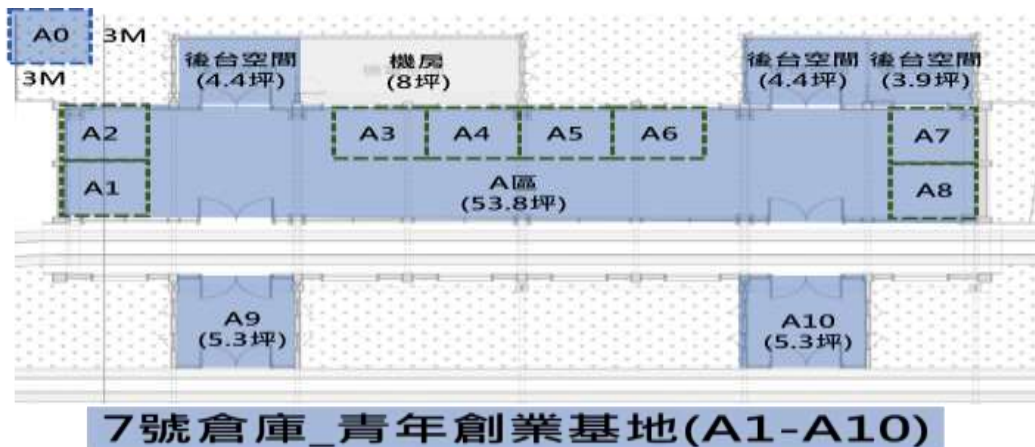 A0
3M
3M
後台空間
(4.4坪)
機房
(8坪)
後台空間
(4.4坪)
後台空間
(3.9坪)
A2
A3
A4
A5
A6
A7
A1
A區
(53.8坪)
A8
A9
(5.3坪)
A10
(5.3坪)
7號倉庫_青年創業基地(A1-A10)